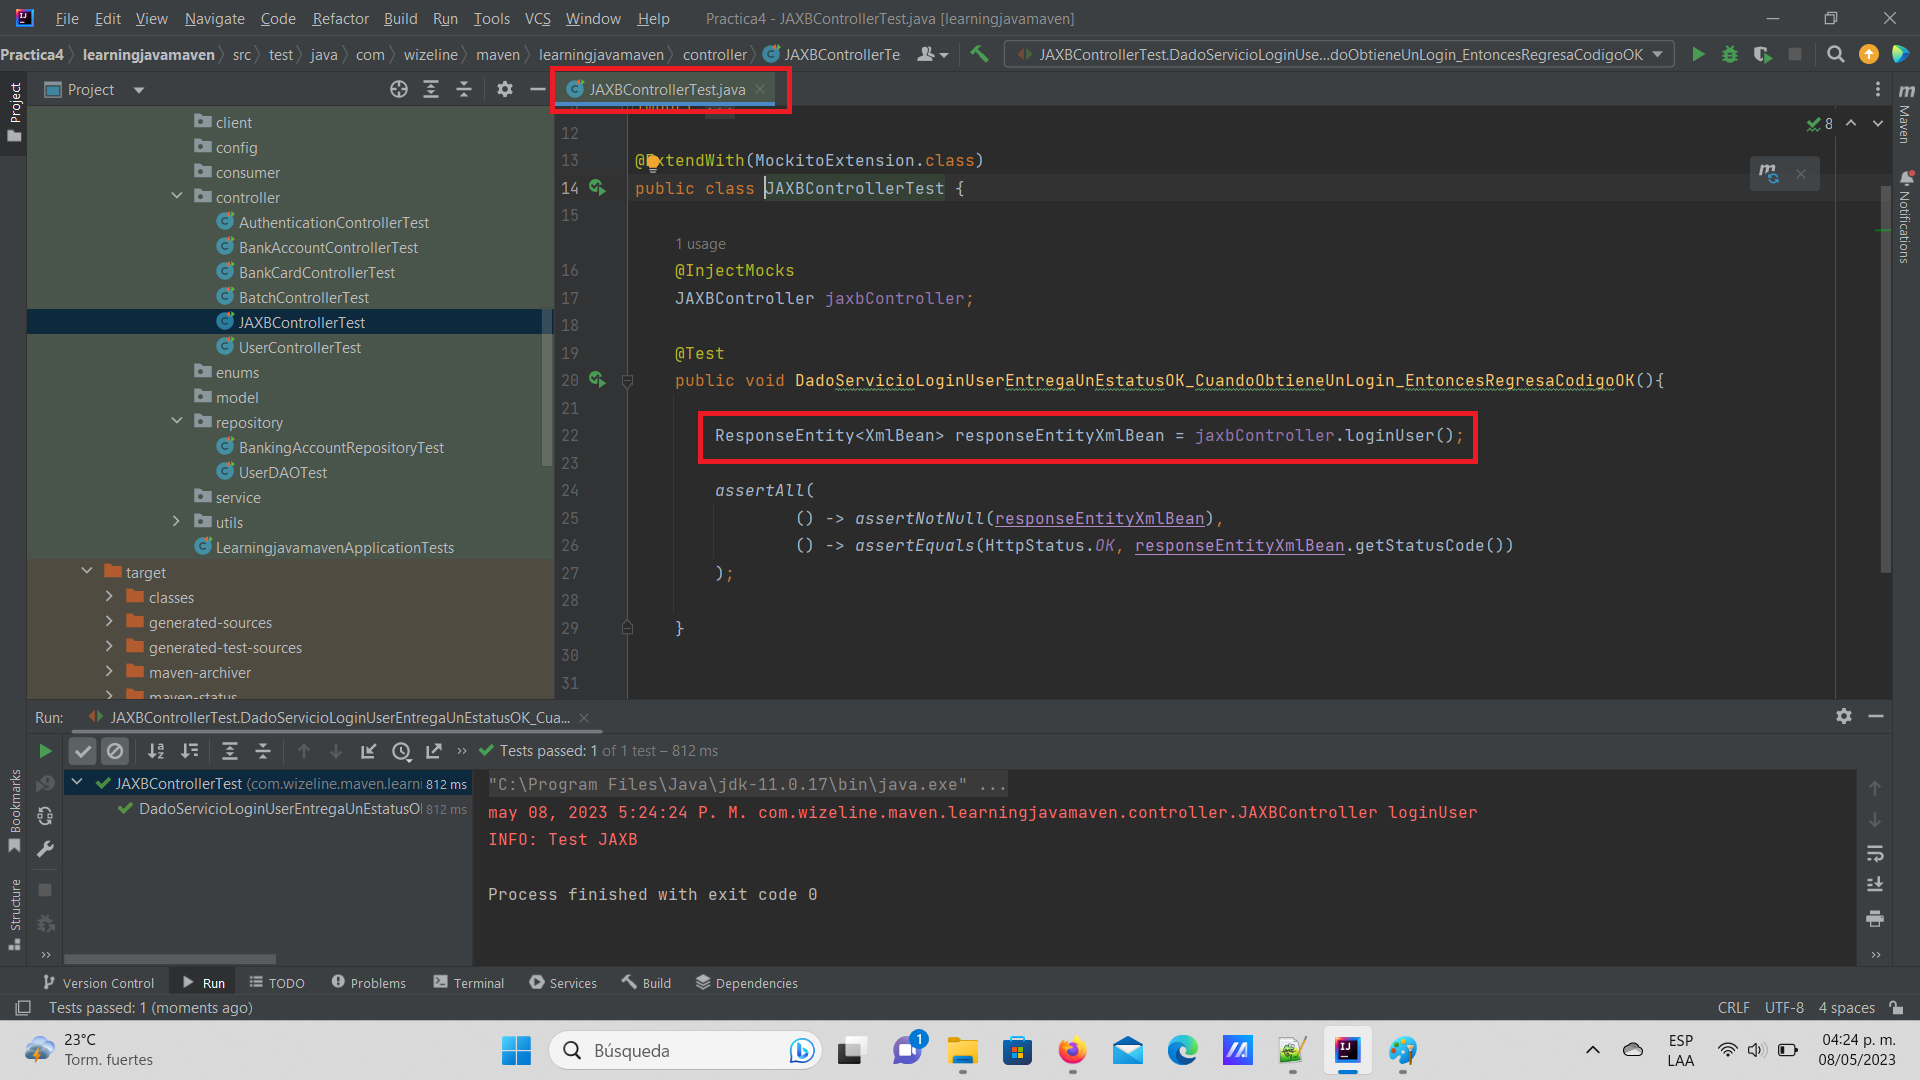 File Edit View Navigate Code Refactor Build Run Tools VCS Window Help Practica4 - JAXBControllerTest.java [learningjavamaven]
Practica4 learningjavamaven src test java com wizeline maven learningjavamaven controller JAXBControllerTe JAXBControllerTest.DadoServicioLoginUse...doObtieneUnLogin_EntoncesRegresaCodigoOK
Project
Project
client
config
consumer
controller
AuthenticationControllerTest
BankAccountControllerTest
BankCardControllerTest
BatchControllerTest
JAXBControllerTest
UserControllerTest
enums
model
repository
BankingAccountRepositoryTest
UserDAOTest
service
utils
LearningjavamavenApplicationTests
target
classes
generated-sources
generated-test-sources
maven-archiver
maven-status
JAXBControllerTest.java
8
12
13 @ExtendWith(MockitoExtension.class)
14 public class JAXBControllerTest {
15
1 usage
16 @InjectMocks
17 JAXBController jaxbController;
18
19 @Test
20 public void DadoServicioLoginUserEntregaUnEstatusOK_CuandoObtieneUnLogin_EntoncesRegresaCodigoOK(){
21
22 ResponseEntity<XmlBean> responseEntityXmlBean = jaxbController.loginUser();
23
24 assertAll(
25 () -> assertNotNull(responseEntityXmlBean),
26 () -> assertEquals(HttpStatus.OK, responseEntityXmlBean.getStatusCode())
27 );
28
29 }
30
31
Maven
Notifications
Run: JAXBControllerTest.DadoServicioLoginUserEntregaUnEstatusOK_Cua...
Tests passed: 1 of 1 test – 812 ms
JAXBControllerTest (com.wizeline.maven.learni 812 ms
DadoServicioLoginUserEntregaUnEstatusOl 812 ms
"C:\Program Files\Java\jdk-11.0.17\bin\java.exe" ...
may 08, 2023 5:24:24 P. M. com.wizeline.maven.learningjavamaven.controller.JAXBController loginUser
INFO: Test JAXB
Process finished with exit code 0
Bookmarks
Structure
Version Control Run TODO Problems Terminal Services Build Dependencies
Tests passed: 1 (moments ago) CRLF UTF-8 4 spaces
23°C
Torm. fuertes
Búsqueda
1
ESP
LAA
04:24 p. m.
08/05/2023